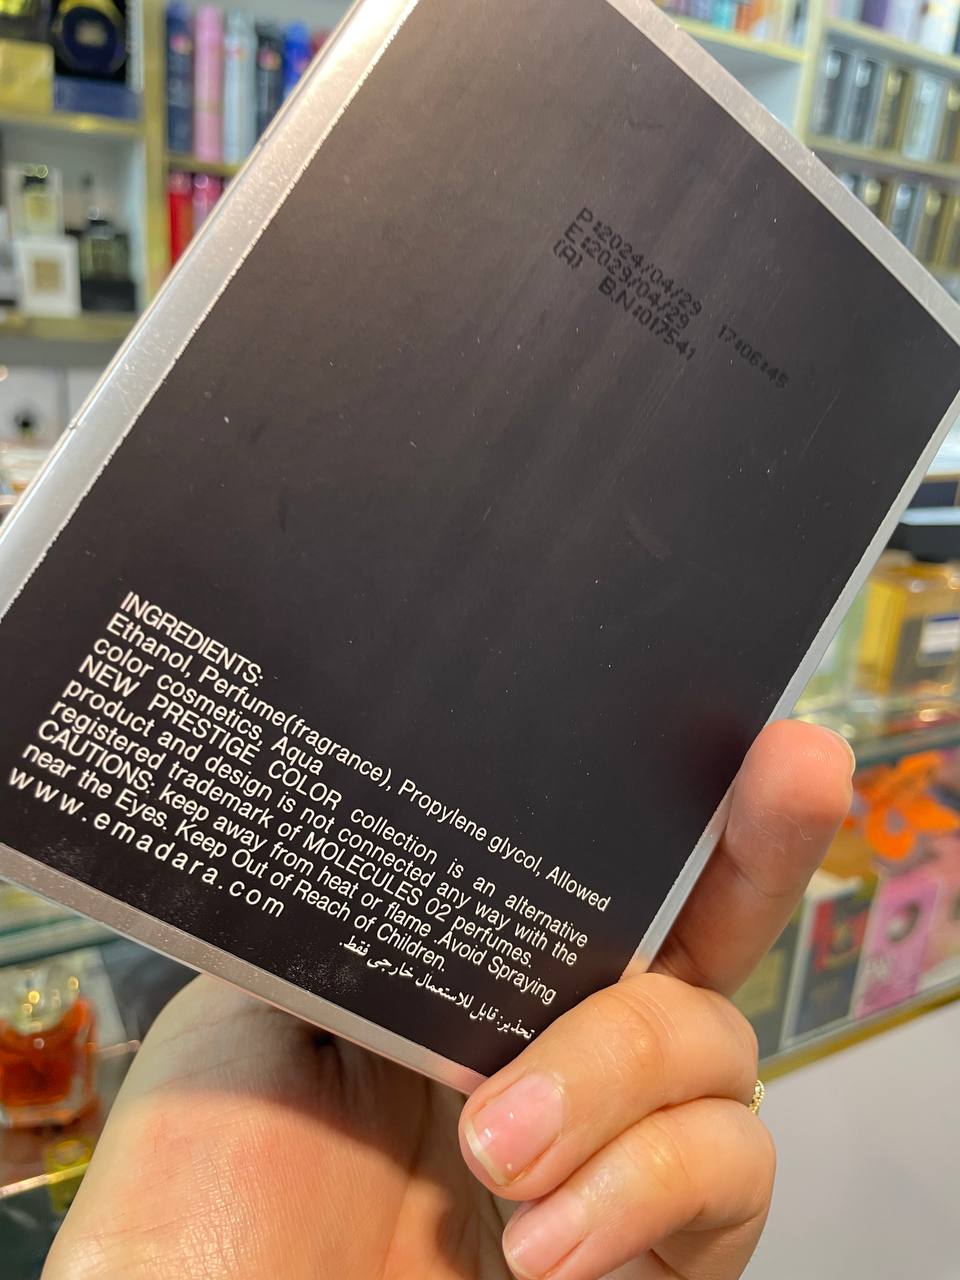 P:2024/04/29
E:2029/04/29 17:06:45
(A) B.N:017541
INGREDIENTS:
Ethanol, Perfume(fragrance), Propylene glycol, Allowed
color cosmetics, Aqua
NEW PRESTIGE COLOR collection is an alternative
product and design is not connected any way with the
registered trademark of MOLECULES 02 perfumes.
CAUTIONS: keep away from heat or flame .Avoid Spraying
near the Eyes. Keep Out of Reach of Children.
www.emadara.com
تحذیر: قابل للاستعمال خارجی فقط.